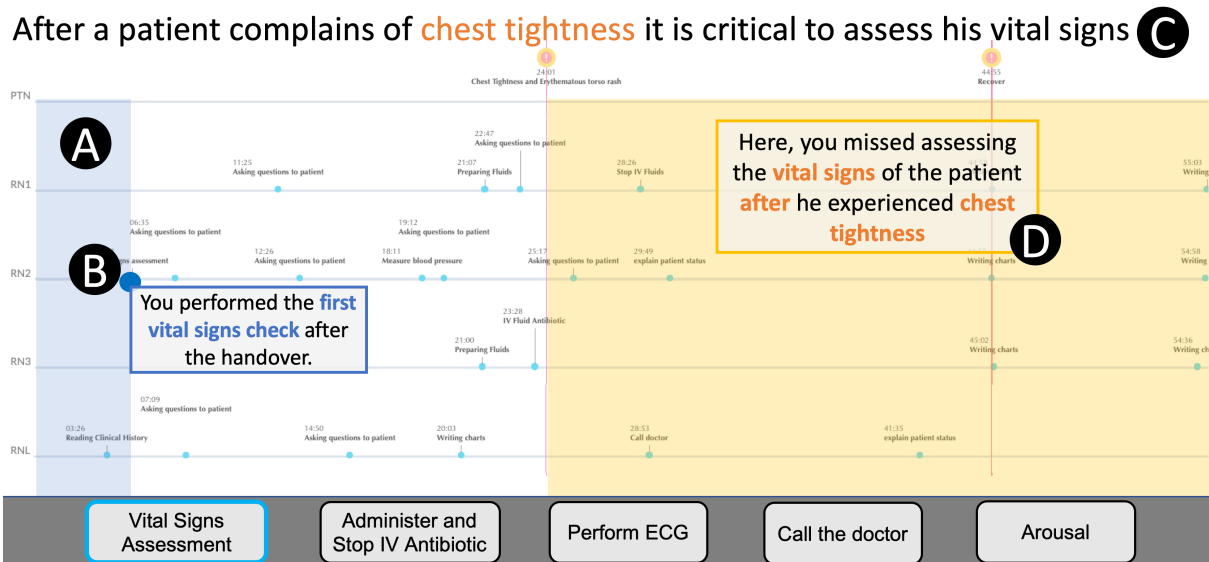 After a patient complains of chest tightness it is critical to assess his vital signs C
24:01
Chest Tightness and Erythematous torso rash
44:55
Recover
PTN
A
22:47
Asking questions to patient
11:25
Asking questions to patient
21:07
Preparing Fluids
28:26
Stop IV Fluids
55:03
Writing
RN1
Here, you missed assessing
the vital signs of the patient
after he experienced chest
tightness
D
06:35
Asking questions to patient
19:12
Asking questions to patient
B
assessment
12:26
Asking questions to patient
18:11
Measure blood pressure
25:17
Asking questions to patient
29:49
explain patient status
Writing charts
54:58
Writing
RN2
You performed the first
vital signs check after
the handover.
23:28
IV Fluid Antibiotic
21:00
Preparing Fluids
45:02
Writing charts
54:36
Writing ch
RN3
07:09
Asking questions to patient
03:26
Reading Clinical History
14:50
Asking questions to patient
20:03
Writing charts
28:53
Call doctor
41:35
explain patient status
RNL
Vital Signs
Assessment
Administer and
Stop IV Antibiotic
Perform ECG
Call the doctor
Arousal